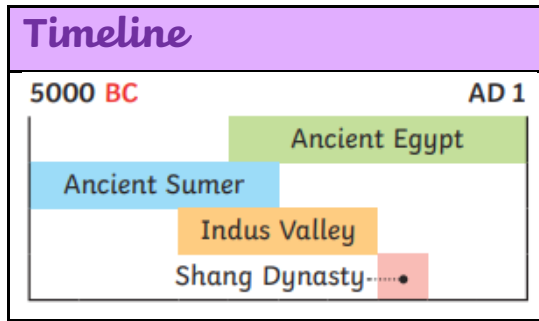 Timeline
5000 BC AD 1
Ancient Egypt
Ancient Sumer
Indus Valley
Shang Dynasty